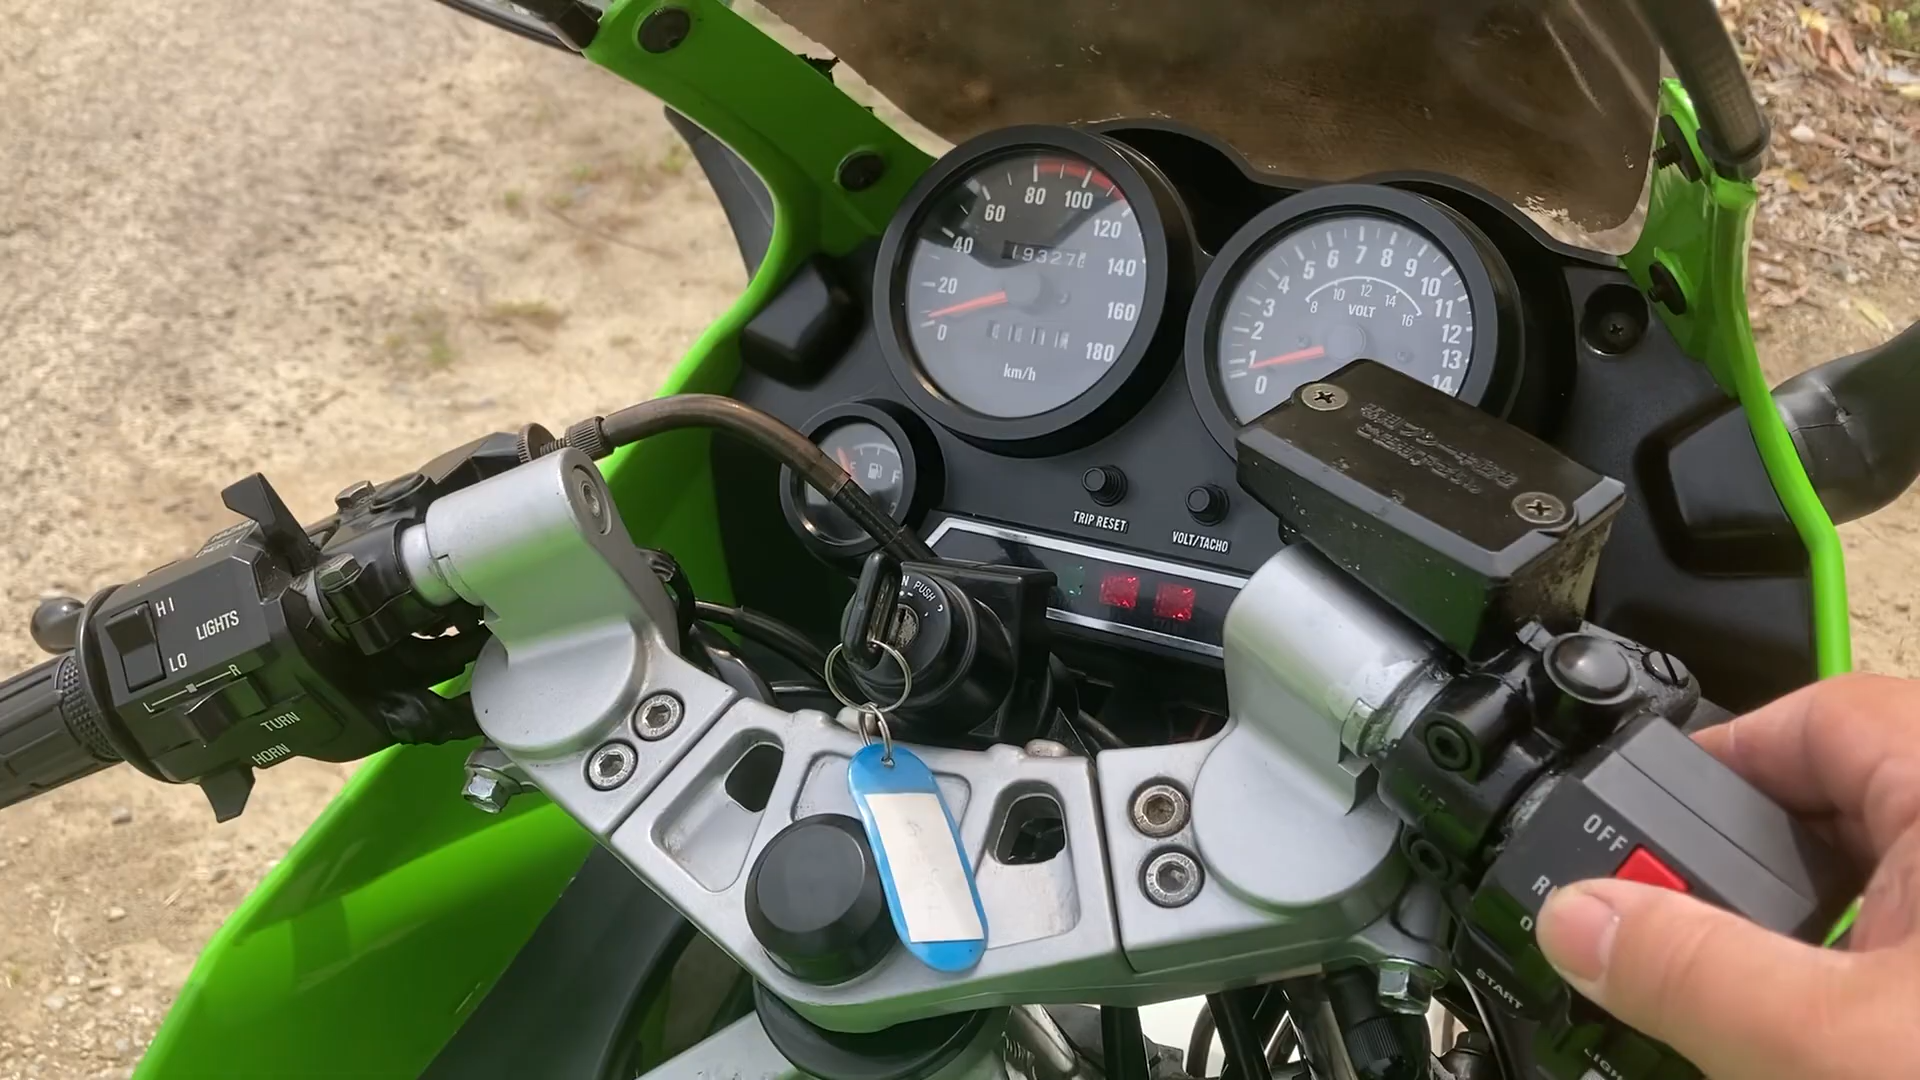 80 100
60 120
40 140
20 160
0 180
19327
km/h
5 6 7 8 9
4 10
3 11
2 12
1 13
0 14
8 10 12 14 16
VOLT
F
TRIP RESET
VOLT/TACHO
PUSH
HI
LIGHTS
LO
L R
TURN
HORN
OFF
START